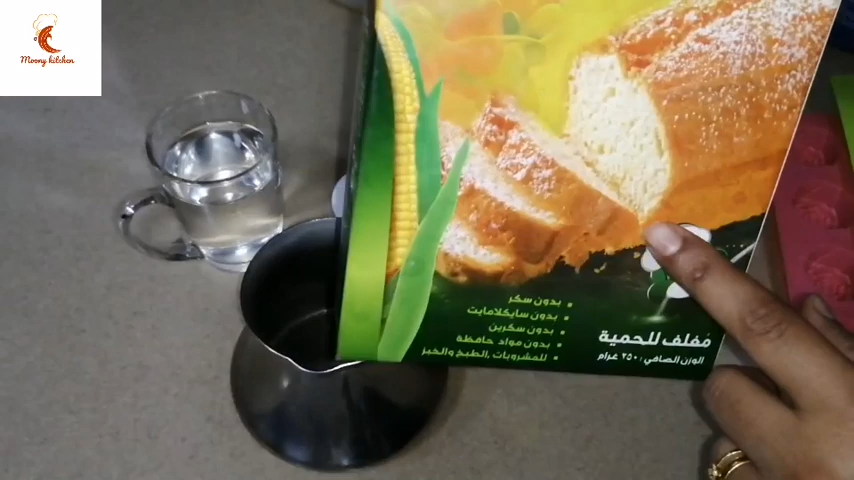 Moony kitchen
بدون سكر
بدون سايكلامايت
بدون سكرين
بدون مواد حافظة
للمشروبات ,الطبخ والخبز
مُغلف للحمية
الوزن الصافي: ٢٥٠ غرام